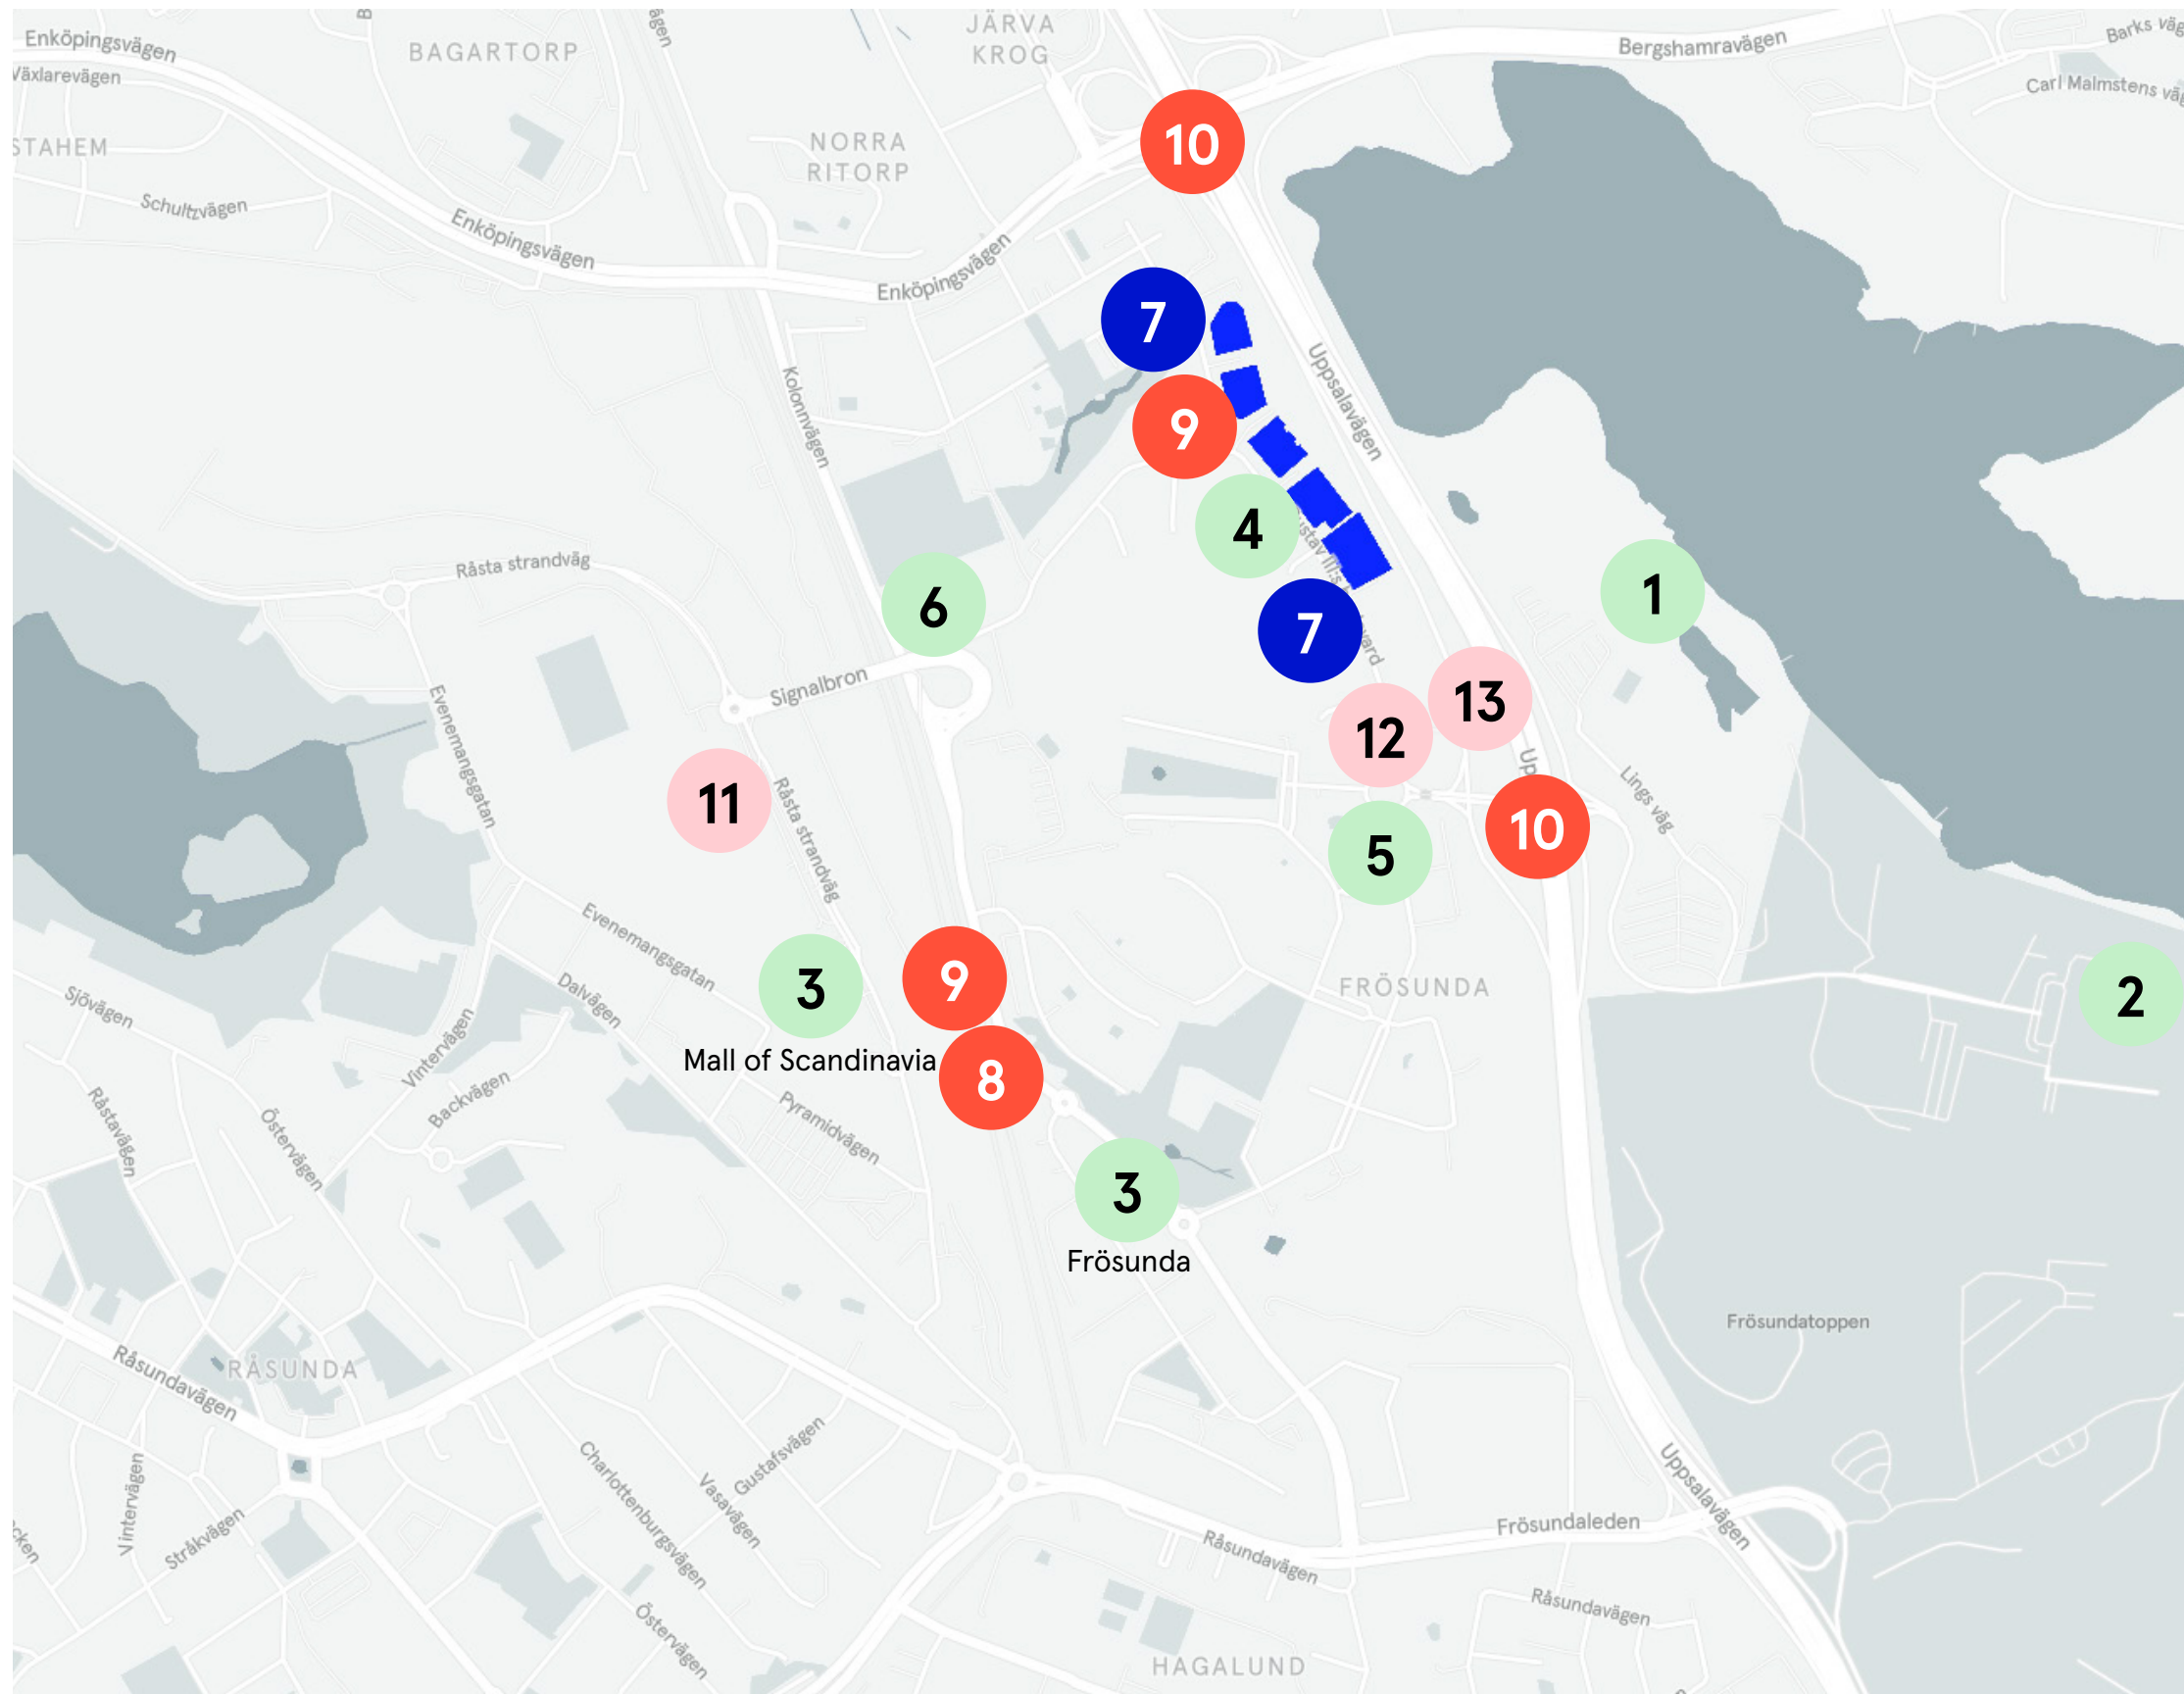 JÄRVA
KROG
Enköpingsvägen
BAGARTORP
Bergshamravägen
Barks väg
Växlarevägen
Carl Malmstens väg
10
STAHEM
NORRA
RITORP
Schultzvägen
Enköpingsvägen
Enköpingsvägen
7
Uppsalavägen
Kolonnvägen
9
4
Råsta strandväg
6
1
7
Signalbron
13
12
Evenemangsgatan
11
Råsta strandväg
Lings väg
10
5
Evenemangsgatan
3
9
FRÖSUNDA
2
Dalvägen
Sjövägen
Mall of Scandinavia
8
Vintervägen
Backvägen
Råstavägen
Östervägen
Pyramidvägen
3
Frösunda
Frösundatoppen
RÅSUNDA
Råsundavägen
Gustafsvägen
Charlottenburgsvägen
Vasavägen
Vintervägen
Stråkvägen
Uppsalavägen
Frösundaleden
Råsundavägen
Råsundavägen
Östervägen
HAGALUND